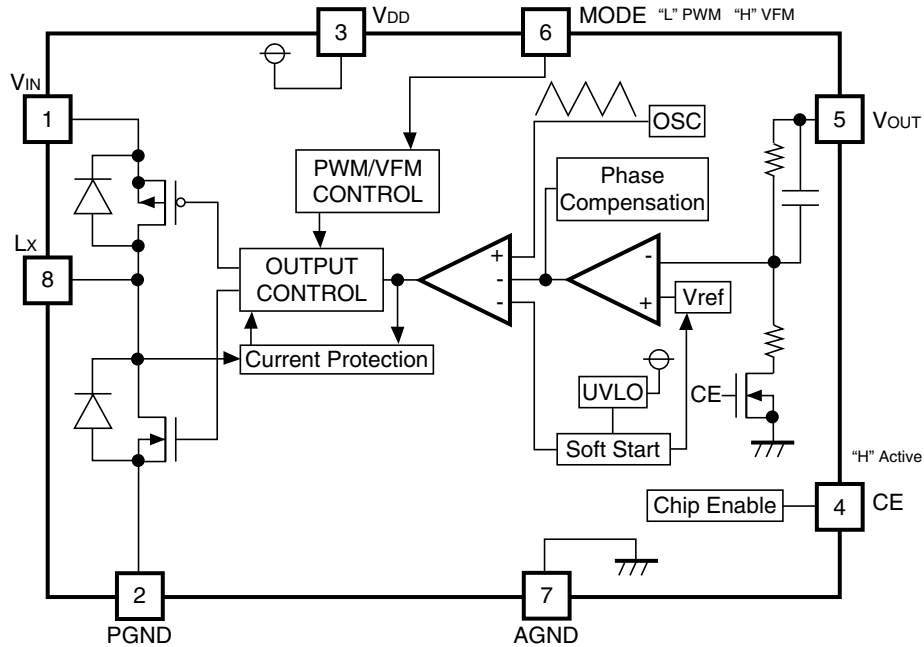 VDD
MODE "L" PWM "H" VFM
3
6
VIN
1
5
VOUT
OSC
PWM/VFM
CONTROL
Phase
Compensation
LX
8
OUTPUT
CONTROL
+
-
-
-
+
Vref
Current Protection
UVLO
CE
Soft Start
"H" Active
Chip Enable
4
CE
2
7
PGND
AGND